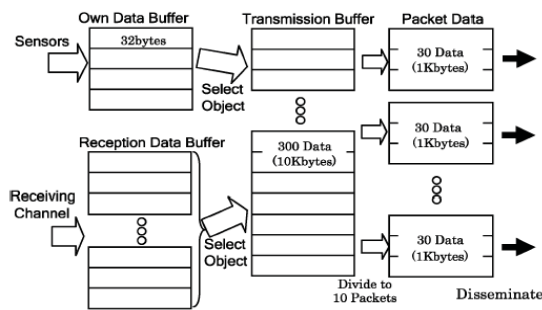 Own Data Buffer
Transmission Buffer
Packet Data
Sensors
32bytes
Select
Object
30 Data
(1Kbytes)
30 Data
(1Kbytes)
Reception Data Buffer
300 Data
(10Kbytes)
Receiving
Channel
Select
Object
30 Data
(1Kbytes)
Divide to
10 Packets
Disseminate